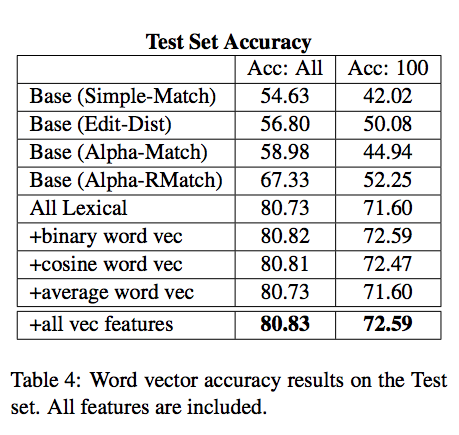 Test Set Accuracy
Acc: All Acc: 100
Base (Simple-Match) 54.63 42.02
Base (Edit-Dist) 56.80 50.08
Base (Alpha-Match) 58.98 44.94
Base (Alpha-RMatch) 67.33 52.25
All Lexical 80.73 71.60
+binary word vec 80.82 72.59
+cosine word vec 80.81 72.47
+average word vec 80.73 71.60
+all vec features 80.83 72.59
Table 4: Word vector accuracy results on the Test
set. All features are included.